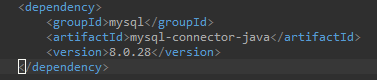 <dependency>
<groupId>mysql</groupId>
<artifactId>mysql-connector-java</artifactId>
<version>8.0.28</version>
</dependency>